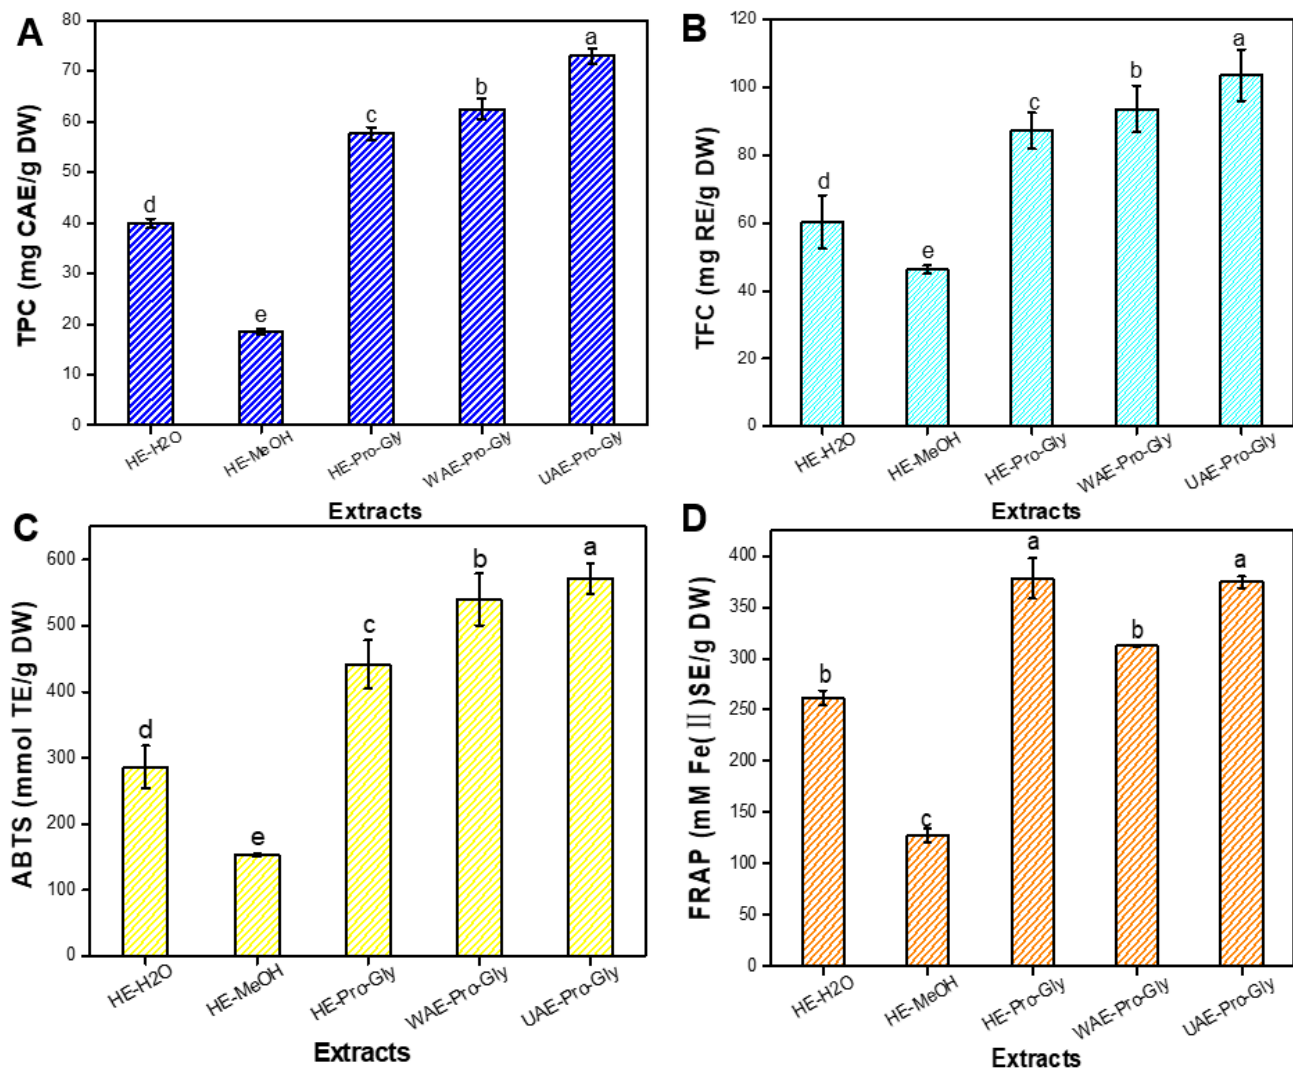 A
TPC (mg CAE/g DW)
80
70
60
50
40
30
20
10
0
d
e
c
b
a
HE-H2O
HE-MeOH
HE-Pro-Gly
WAE-Pro-Gly
UAE-Pro-Gly
Extracts
B
TFC (mg RE/g DW)
120
100
80
60
40
20
0
d
e
c
b
a
HE-H2O
HE-MeOH
HE-Pro-Gly
WAE-Pro-Gly
UAE-Pro-Gly
Extracts
C
ABTS (mmol TE/g DW)
600
500
400
300
200
100
0
d
e
c
b
a
HE-H2O
HE-MeOH
HE-Pro-Gly
WAE-Pro-Gly
UAE-Pro-Gly
Extracts
D
FRAP (mM Fe(Ⅱ)SE/g DW)
400
350
300
250
200
150
100
50
0
b
c
a
b
a
HE-H2O
HE-MeOH
HE-Pro-Gly
WAE-Pro-Gly
UAE-Pro-Gly
Extracts